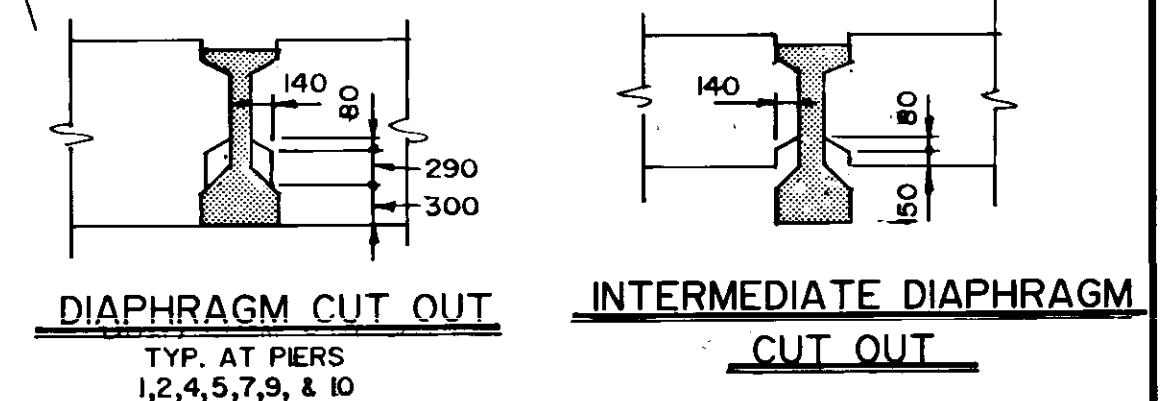 140
80
290
300
DIAPHRAGM CUT OUT
TYP. AT PIERS
1,2,4,5,7,9, & 10
140
80
150
INTERMEDIATE DIAPHRAGM
CUT OUT